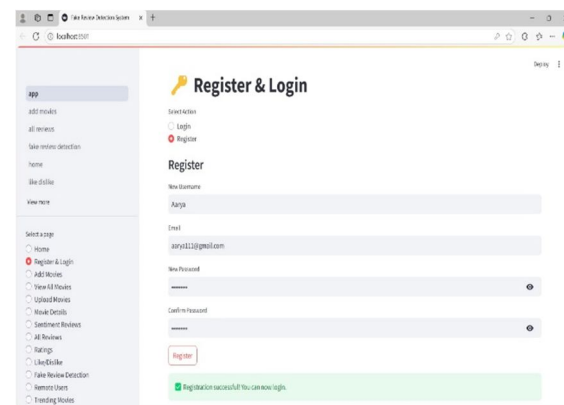 Fake Review Detection System
localhost:8501
Deploy
app
add movies
all reviews
fake review detection
home
like dislike
View more
Select a page
Home
Register & Login
Add Movies
View All Movies
Upload Movies
Movie Details
Sentiment Reviews
All Reviews
Ratings
Like/Dislike
Fake Review Detection
Remote Users
Trending Movies
Register & Login
Select Action
Login
Register
Register
New Username
Aarya
Email
aarya111@gmail.com
New Password
Confirm Password
Register
Registration successful! You can now login.